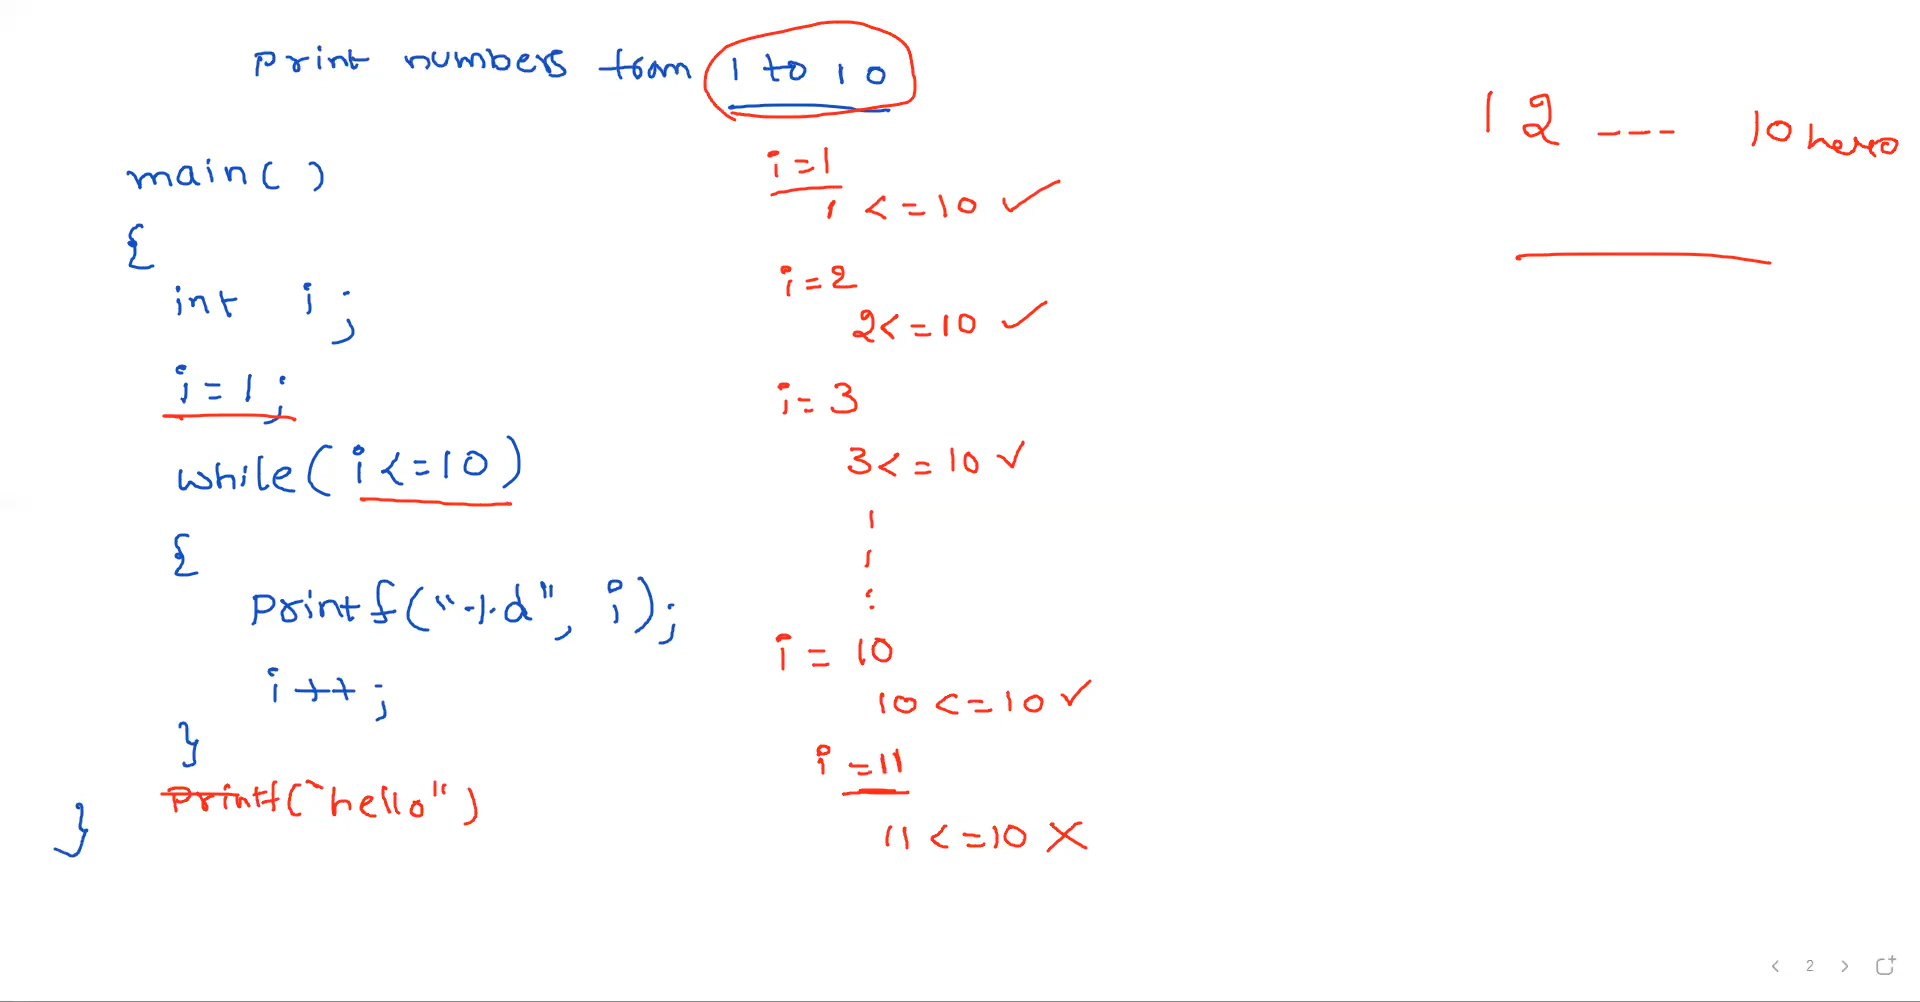 print numbers from 1 to 10
main( )
{
int i ;
i = 1 ;
while( i <= 10 )
{
printf("%d", i);
i++ ;
}
printf("hello")
}
i = 1
1 <= 10 ✓
i = 2
2 <= 10 ✓
i = 3
3 <= 10 ✓
i = 10
10 <= 10 ✓
i = 11
11 <= 10 X
1 2 --- 10 hello
< 2 >